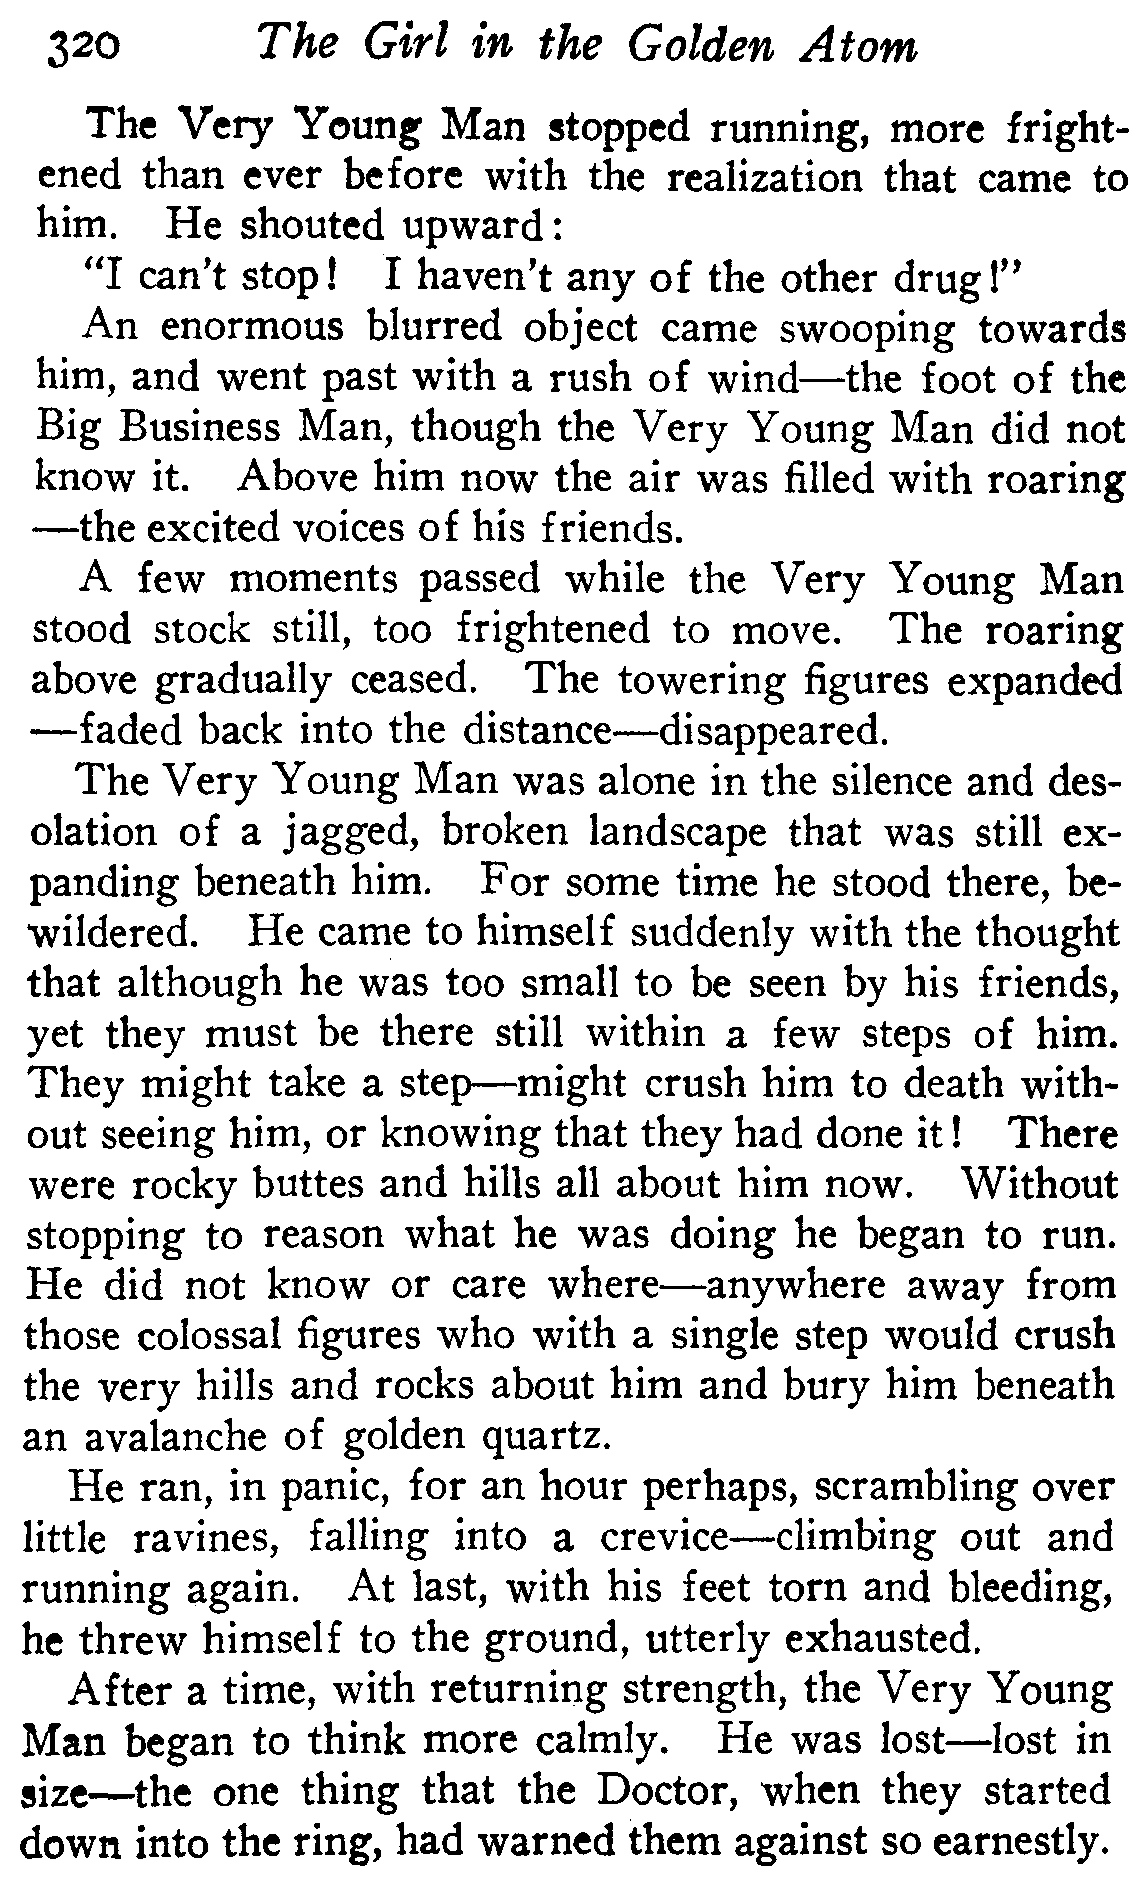 320 The Girl in the Golden Atom
The Very Young Man stopped running, more fright-
ened than ever before with the realization that came to
him. He shouted upward:
"I can't stop! I haven't any of the other drug!"
An enormous blurred object came swooping towards
him, and went past with a rush of wind—the foot of the
Big Business Man, though the Very Young Man did not
know it. Above him now the air was filled with roaring
—the excited voices of his friends.
A few moments passed while the Very Young Man
stood stock still, too frightened to move. The roaring
above gradually ceased. The towering figures expanded
—faded back into the distance—disappeared.
The Very Young Man was alone in the silence and des-
olation of a jagged, broken landscape that was still ex-
panding beneath him. For some time he stood there, be-
wildered. He came to himself suddenly with the thought
that although he was too small to be seen by his friends,
yet they must be there still within a few steps of him.
They might take a step—might crush him to death with-
out seeing him, or knowing that they had done it! There
were rocky buttes and hills all about him now. Without
stopping to reason what he was doing he began to run.
He did not know or care where—anywhere away from
those colossal figures who with a single step would crush
the very hills and rocks about him and bury him beneath
an avalanche of golden quartz.
He ran, in panic, for an hour perhaps, scrambling over
little ravines, falling into a crevice—climbing out and
running again. At last, with his feet torn and bleeding,
he threw himself to the ground, utterly exhausted.
After a time, with returning strength, the Very Young
Man began to think more calmly. He was lost—lost in
size—the one thing that the Doctor, when they started
down into the ring, had warned them against so earnestly.